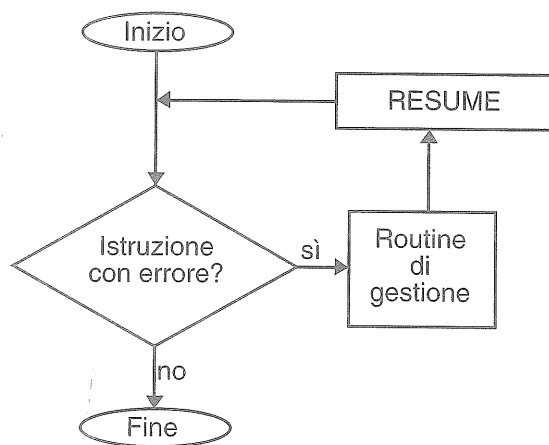 Inizio
RESUME
Istruzione
con errore?
sì
Routine
di
gestione
no
Fine